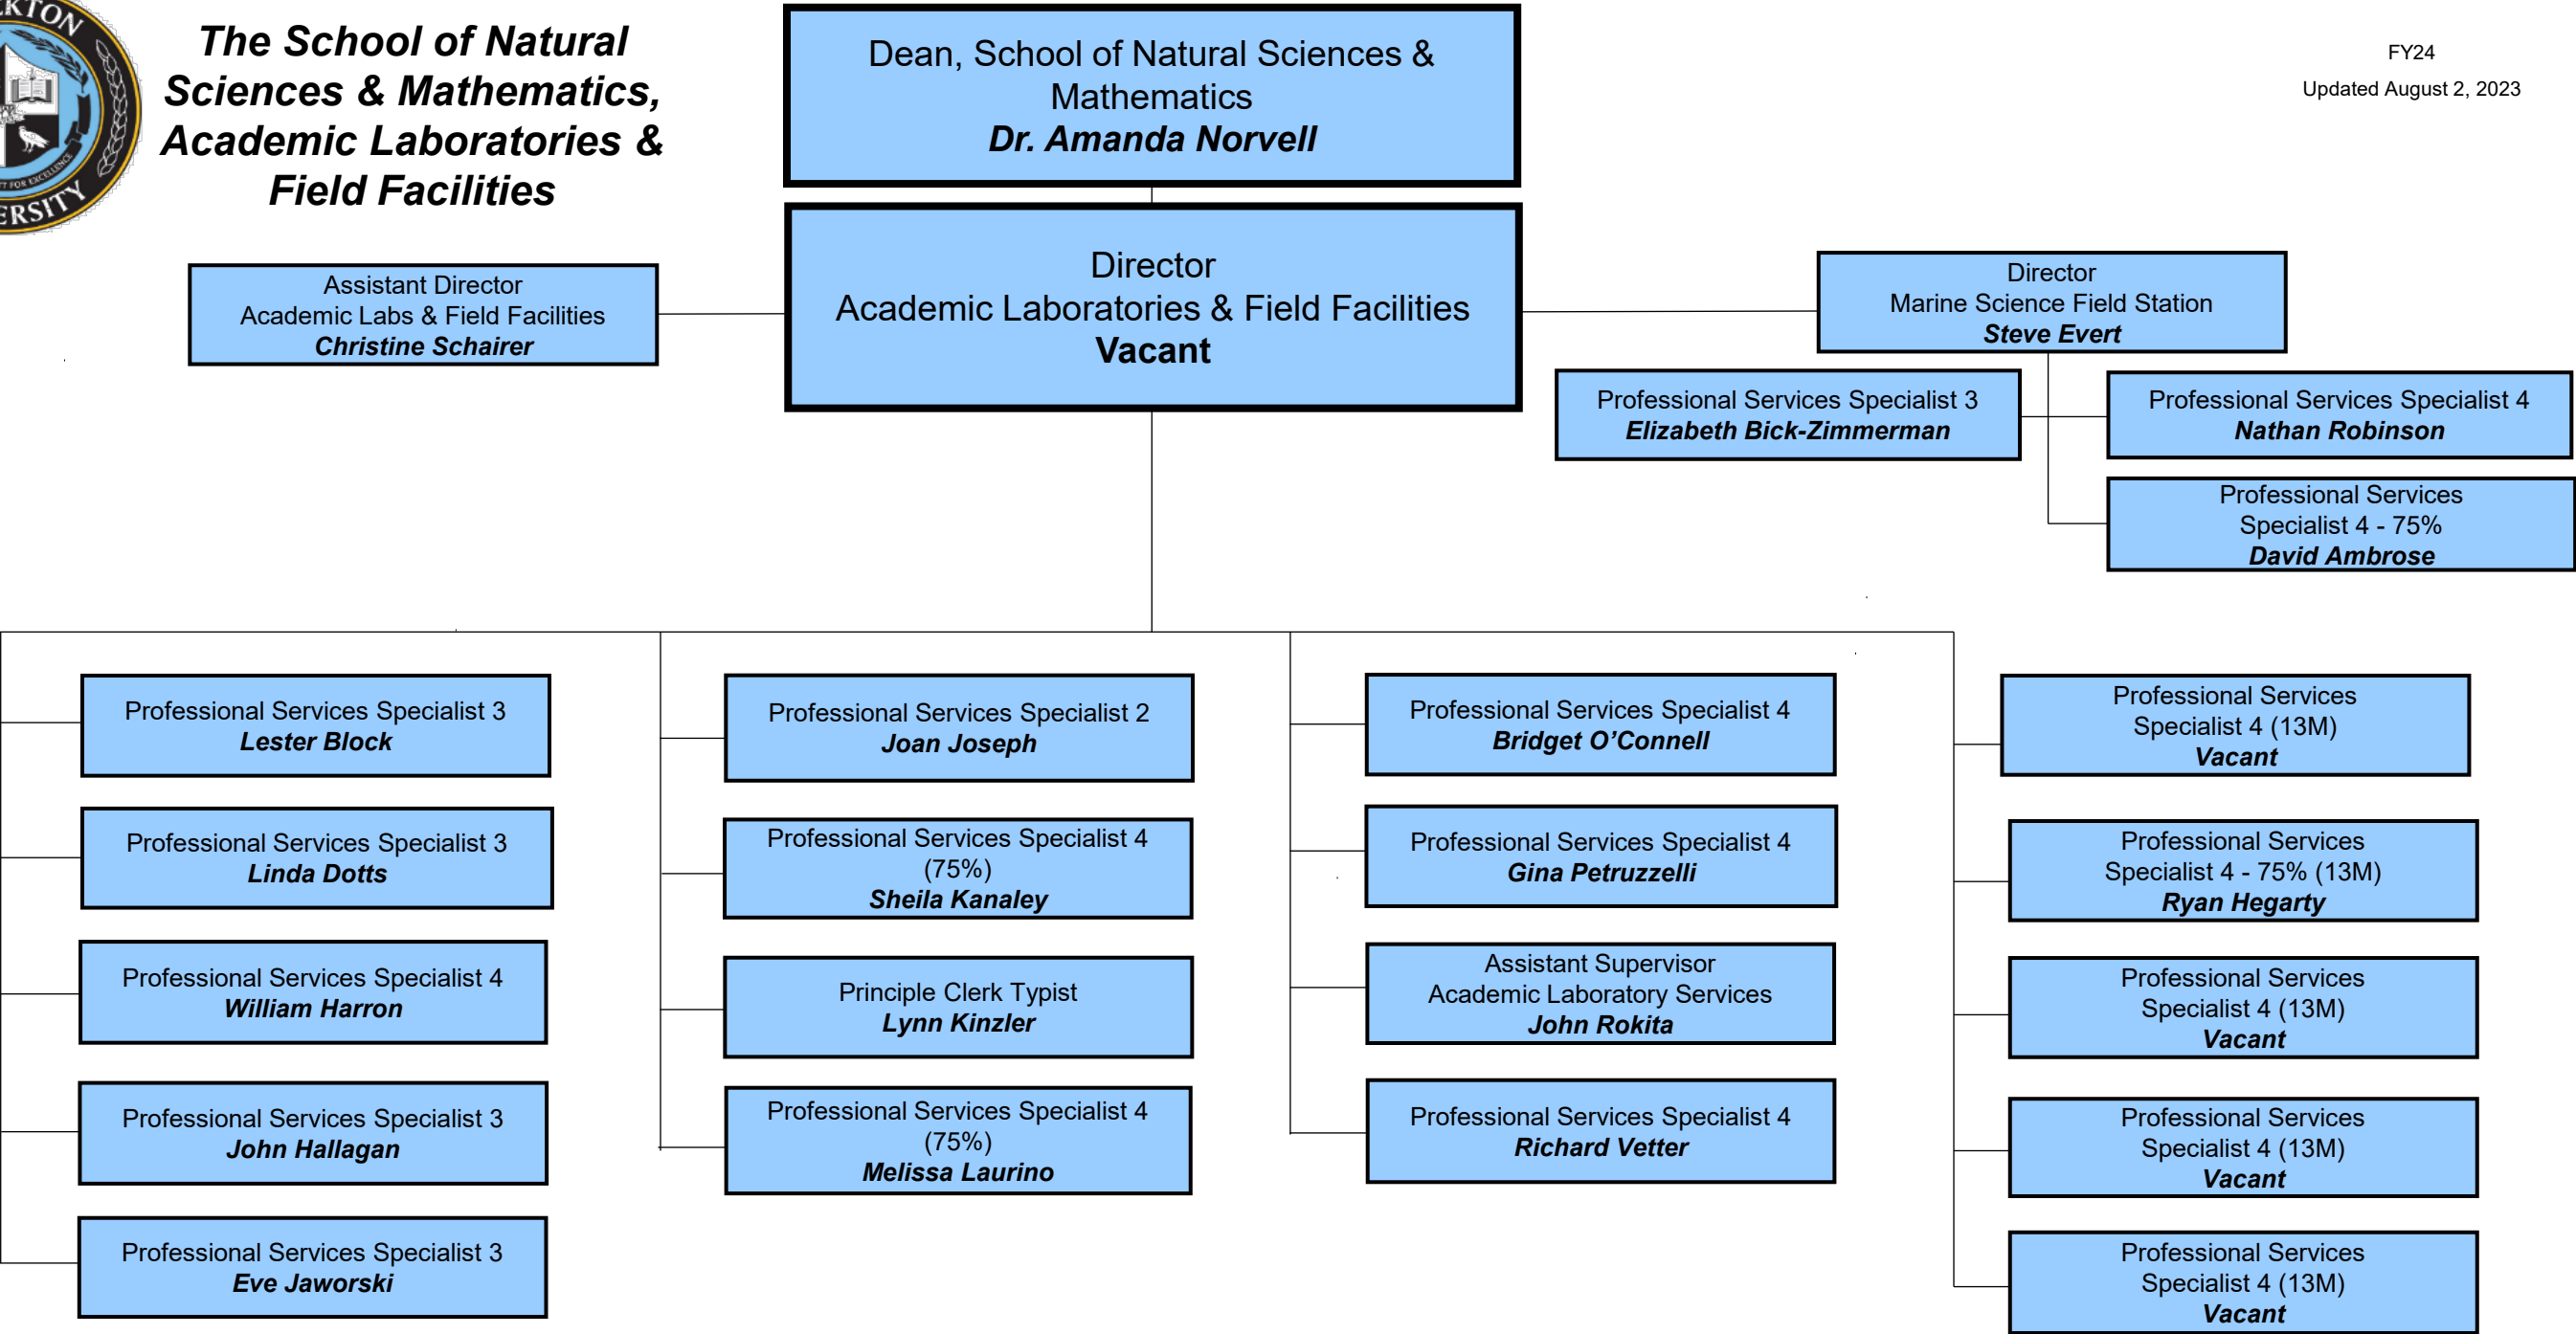 CKTON
ERSITY
The School of Natural
Sciences & Mathematics,
Academic Laboratories &
Field Facilities
Dean, School of Natural Sciences &
Mathematics
Dr. Amanda Norvell
FY24
Updated August 2, 2023
Director
Academic Laboratories & Field Facilities
Vacant
Assistant Director
Academic Labs & Field Facilities
Christine Schairer
Director
Marine Science Field Station
Steve Evert
Professional Services Specialist 3
Elizabeth Bick-Zimmerman
Professional Services Specialist 4
Nathan Robinson
Professional Services
Specialist 4 - 75%
David Ambrose
Professional Services Specialist 3
Lester Block
Professional Services Specialist 3
Linda Dotts
Professional Services Specialist 4
William Harron
Professional Services Specialist 3
John Hallagan
Professional Services Specialist 3
Eve Jaworski
Professional Services Specialist 2
Joan Joseph
Professional Services Specialist 4
(75%)
Sheila Kanaley
Principle Clerk Typist
Lynn Kinzler
Professional Services Specialist 4
(75%)
Melissa Laurino
Professional Services Specialist 4
Bridget O’Connell
Professional Services Specialist 4
Gina Petruzzelli
Assistant Supervisor
Academic Laboratory Services
John Rokita
Professional Services Specialist 4
Richard Vetter
Professional Services
Specialist 4 (13M)
Vacant
Professional Services
Specialist 4 - 75% (13M)
Ryan Hegarty
Professional Services
Specialist 4 (13M)
Vacant
Professional Services
Specialist 4 (13M)
Vacant
Professional Services
Specialist 4 (13M)
Vacant